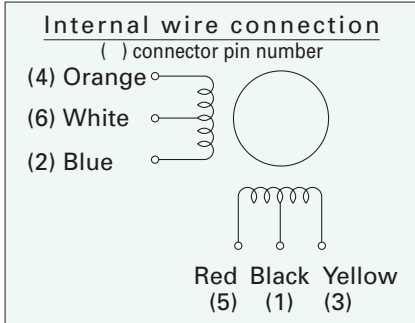 Internal wire connection
( ) connector pin number
(4) Orange
(6) White
(2) Blue
Red Black Yellow
(5) (1) (3)